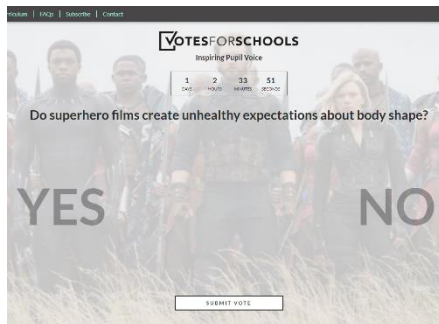 rriculum | FAQs | Subscribe | Contact
VOTESFORSCHOOLS
Inspiring Pupil Voice
1 2 33 51
DAYS HOURS MINUTES SECONDS
Do superhero films create unhealthy expectations about body shape?
YES NO
SUBMIT VOTE